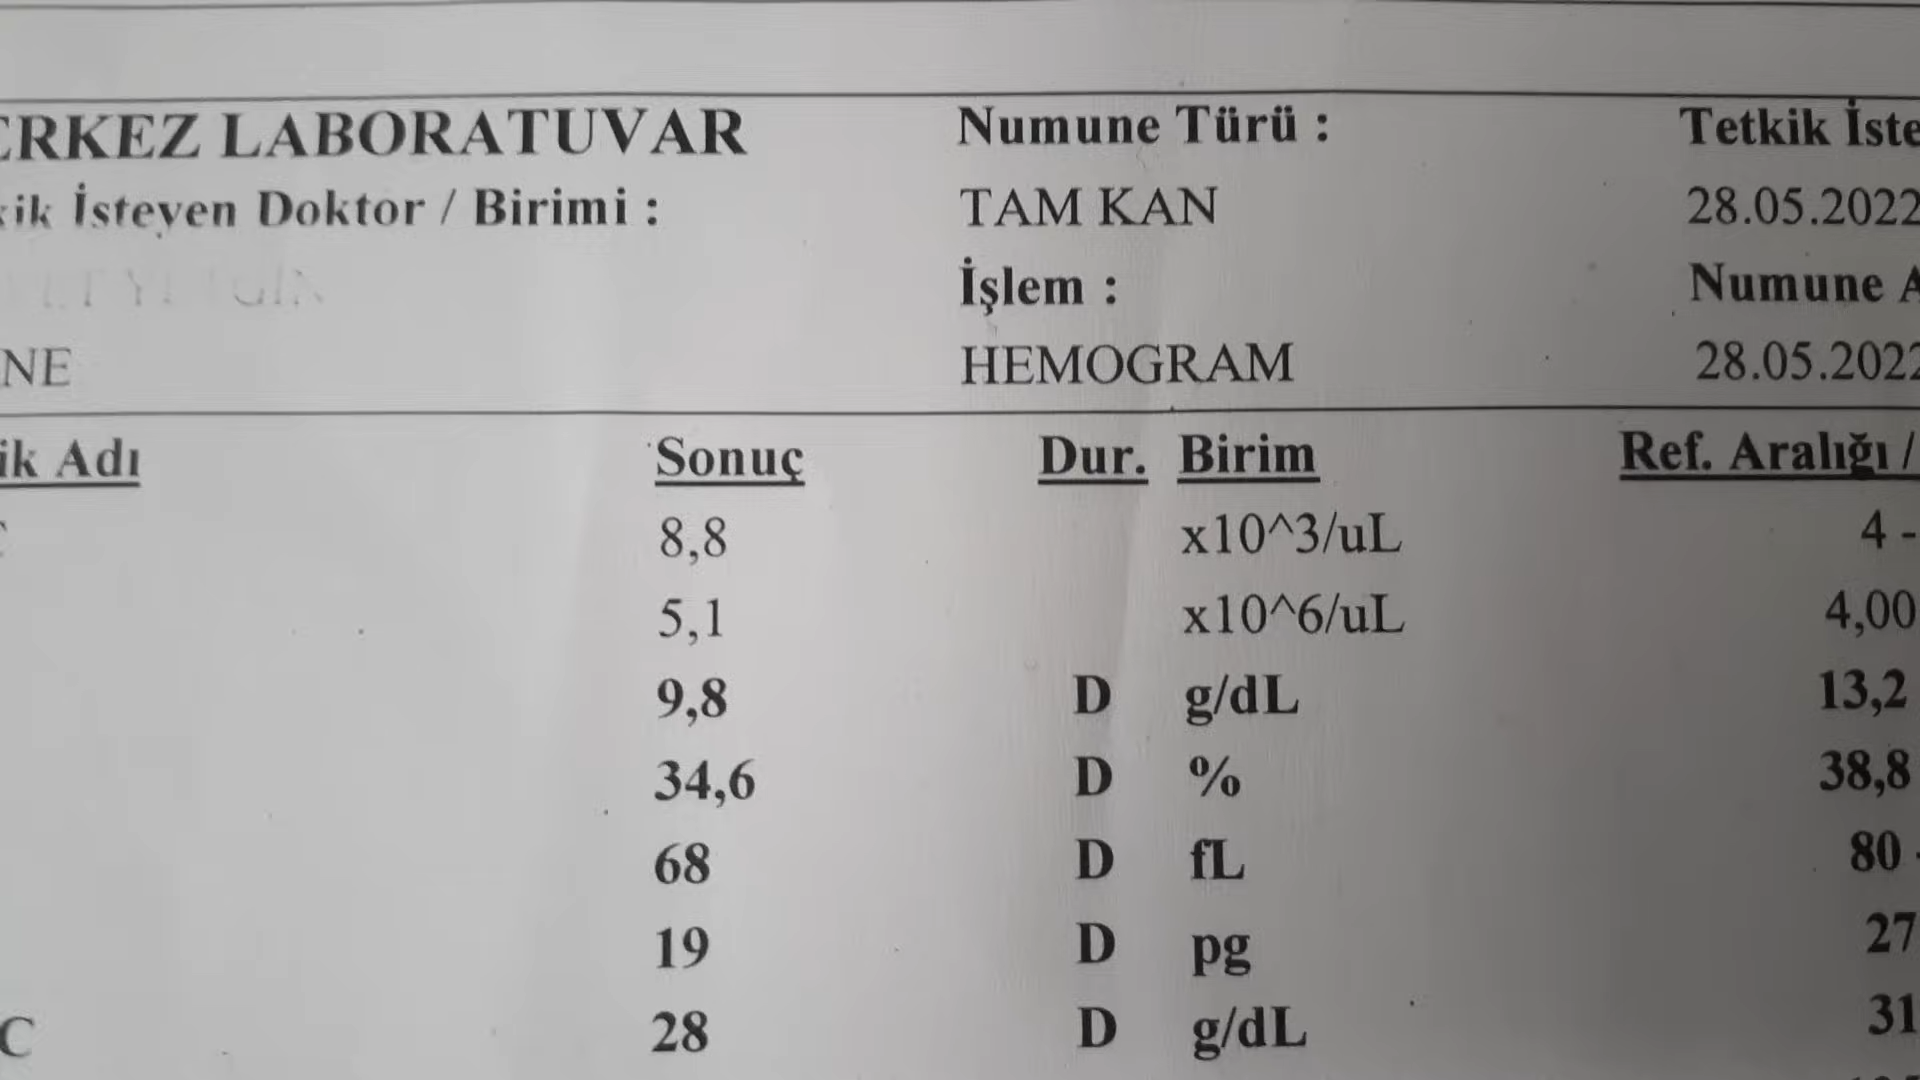 ERKEZ LABORATUVAR Numune Türü : Tetkik İste
kik İsteyen Doktor / Birimi : TAM KAN 28.05.2022
İşlem : Numune A
NE HEMOGRAM 28.05.2022
ik Adı Sonuç Dur. Birim Ref. Aralığı /
C 8,8 x10^3/uL 4 -
5,1 x10^6/uL 4,00
9,8 D g/dL 13,2
34,6 D % 38,8
68 D fL 80 -
19 D pg 27
C 28 D g/dL 31